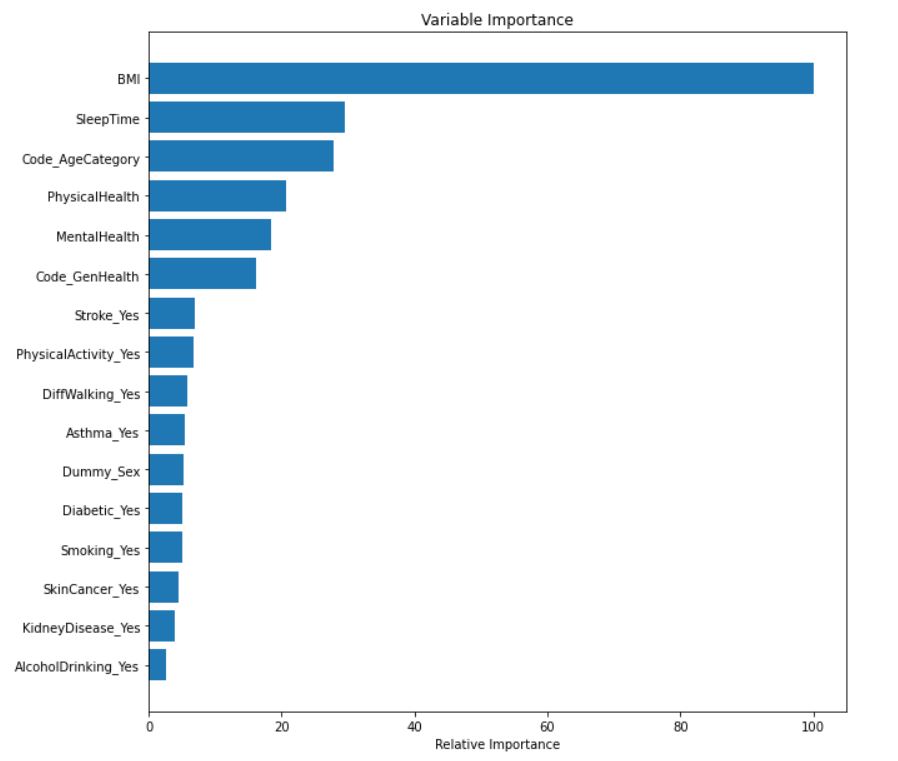 Variable Importance
BMI
SleepTime
Code_AgeCategory
PhysicalHealth
MentalHealth
Code_GenHealth
Stroke_Yes
PhysicalActivity_Yes
DiffWalking_Yes
Asthma_Yes
Dummy_Sex
Diabetic_Yes
Smoking_Yes
SkinCancer_Yes
KidneyDisease_Yes
AlcoholDrinking_Yes
0 20 40 60 80 100
Relative Importance